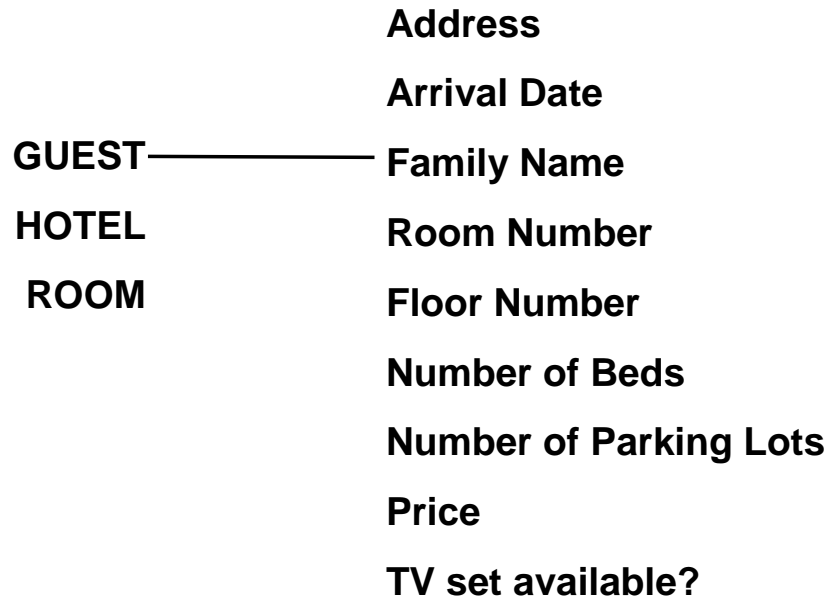 Address
Arrival Date
GUEST Family Name
HOTEL Room Number
ROOM Floor Number
Number of Beds
Number of Parking Lots
Price
TV set available?